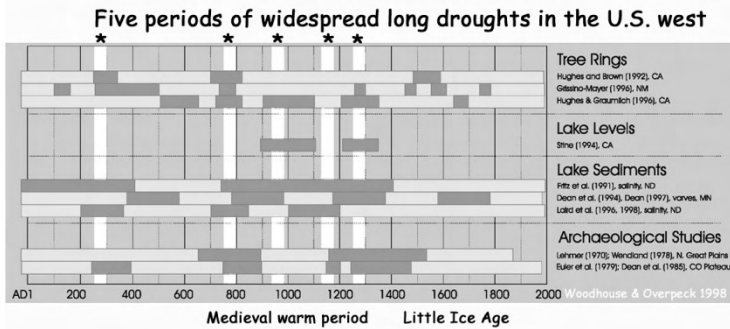 Five periods of widespread long droughts in the U.S. west
* * * * *
Tree Rings
Hughes and Brown (1992), CA
Grissino-Mayer (1996), NM
Hughes & Graumlich (1996), CA
Lake Levels
Stine (1994), CA
Lake Sediments
Fritz et al. (1991), salinity, ND
Dean et al. (1994), Dean (1997), varves, MN
Laird et al. (1996, 1998), salinity, ND
Archaeological Studies
Lehmer (1970); Wendland (1978), N. Great Plains
Euler et al. (1979); Dean et al. (1985), CO Plateau
AD1 200 400 600 800 1000 1200 1400 1600 1800 2000
Woodhouse & Overpeck 1998
Medieval warm period Little Ice Age